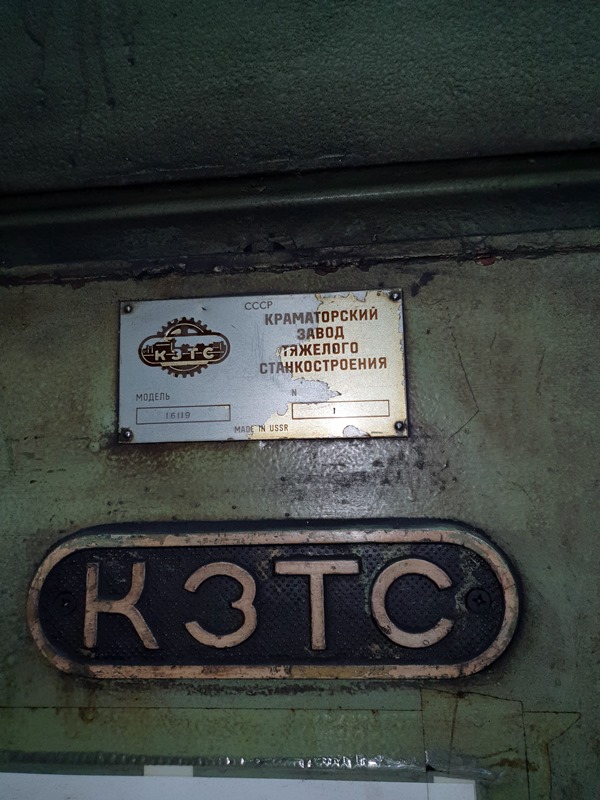 СССР
КРАМАТОРСКИЙ
ЗАВОД
ТЯЖЕЛОГО
СТАНКОСТРОЕНИЯ
КЗТС
МОДЕЛЬ
N
1
MADE IN USSR
КЗТС